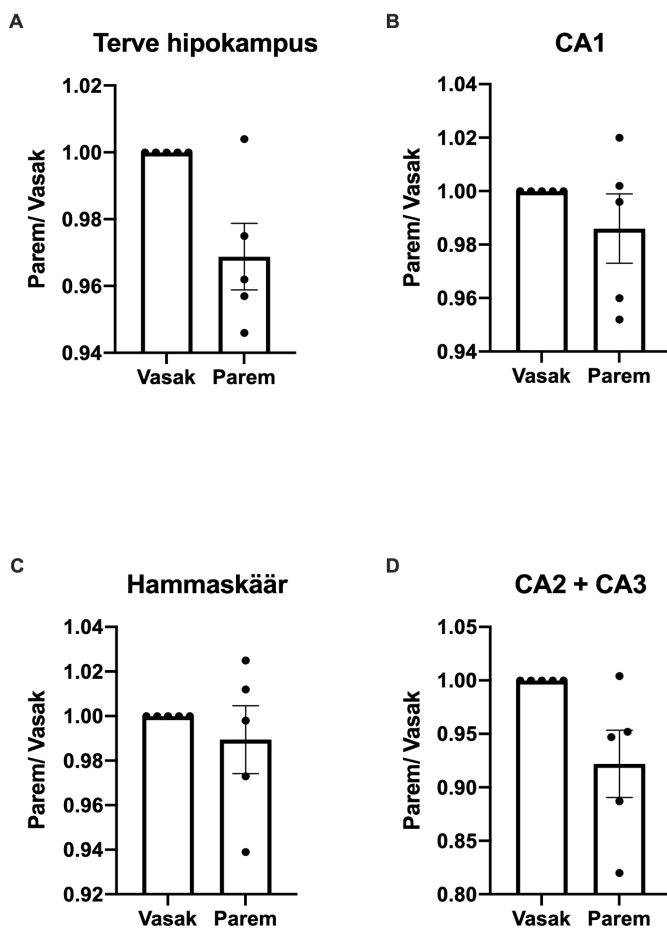 A
Terve hipokampus
Parem/ Vasak
1.02
1.00
0.98
0.96
0.94
Vasak Parem
B
CA1
Parem/ Vasak
1.04
1.02
1.00
0.98
0.96
0.94
Vasak Parem
C
Hammaskäär
Parem/ Vasak
1.04
1.02
1.00
0.98
0.96
0.94
0.92
Vasak Parem
D
CA2 + CA3
Parem/ Vasak
1.05
1.00
0.95
0.90
0.85
0.80
Vasak Parem